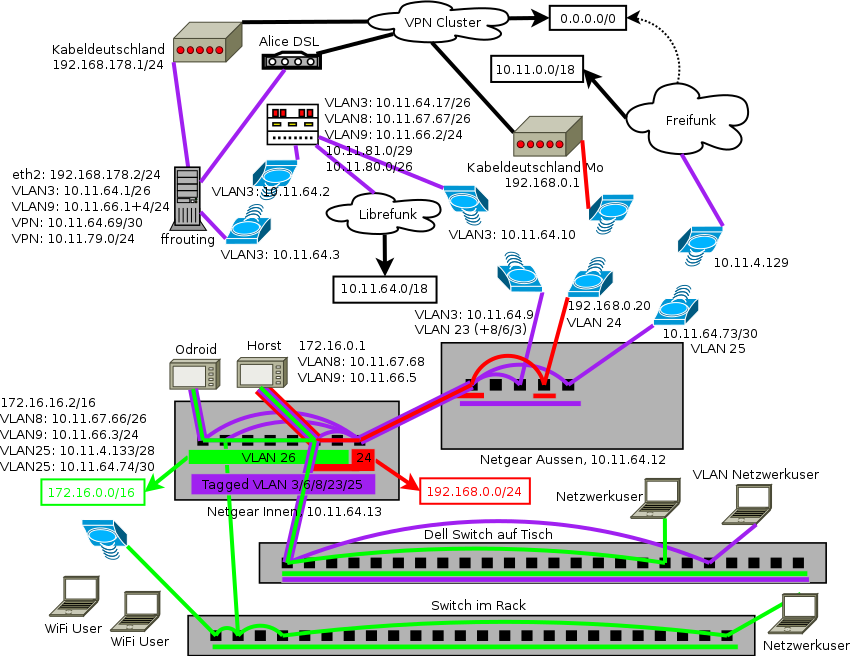 VPN Cluster
0.0.0.0/0
Kabeldeutschland
192.168.178.1/24
Alice DSL
10.11.0.0/18
Freifunk
VLAN3: 10.11.64.17/26
VLAN8: 10.11.67.67/26
VLAN9: 10.11.66.2/24
10.11.81.0/29
10.11.80.0/26
Kabeldeutschland Mo
192.168.0.1
eth2: 192.168.178.2/24
VLAN3: 10.11.64.1/26
VLAN9: 10.11.66.1+4/24
VPN: 10.11.64.69/30
VPN: 10.11.79.0/24
ffrouting
VLAN3: 10.11.64.2
VLAN3: 10.11.64.3
Librefunk
VLAN3: 10.11.64.10
10.11.4.129
10.11.64.0/18
VLAN3: 10.11.64.9
VLAN 23 (+8/6/3)
192.168.0.20
VLAN 24
10.11.64.73/30
VLAN 25
Odroid
Horst
172.16.0.1
VLAN8: 10.11.67.68
VLAN9: 10.11.66.5
172.16.16.2/16
VLAN8: 10.11.67.66/26
VLAN9: 10.11.66.3/24
VLAN25: 10.11.4.133/28
VLAN25: 10.11.64.74/30
VLAN 26
24
Tagged VLAN 3/6/8/23/25
172.16.0.0/16
192.168.0.0/24
Netgear Innen, 10.11.64.13
Netgear Aussen, 10.11.64.12
VLAN Netzwerkuser
Netzwerkuser
Dell Switch auf Tisch
WiFi User
WiFi User
Switch im Rack
Netzwerkuser